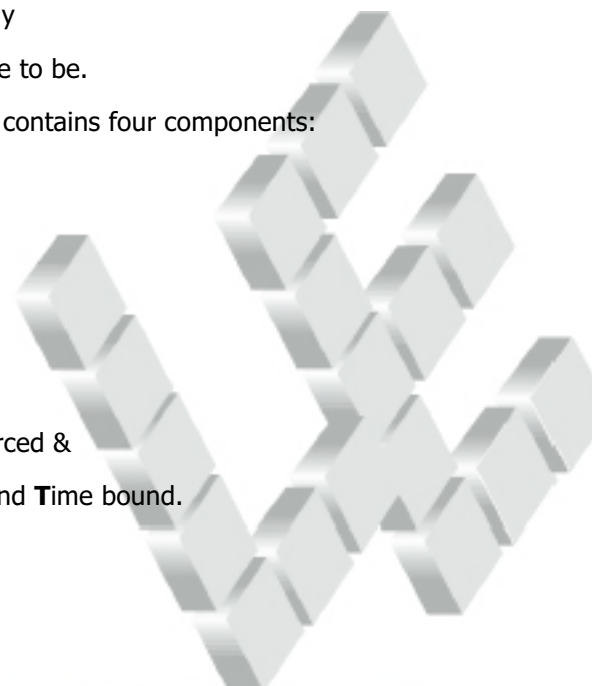 y
e to be.
contains four components:
rced &
nd Time bound.